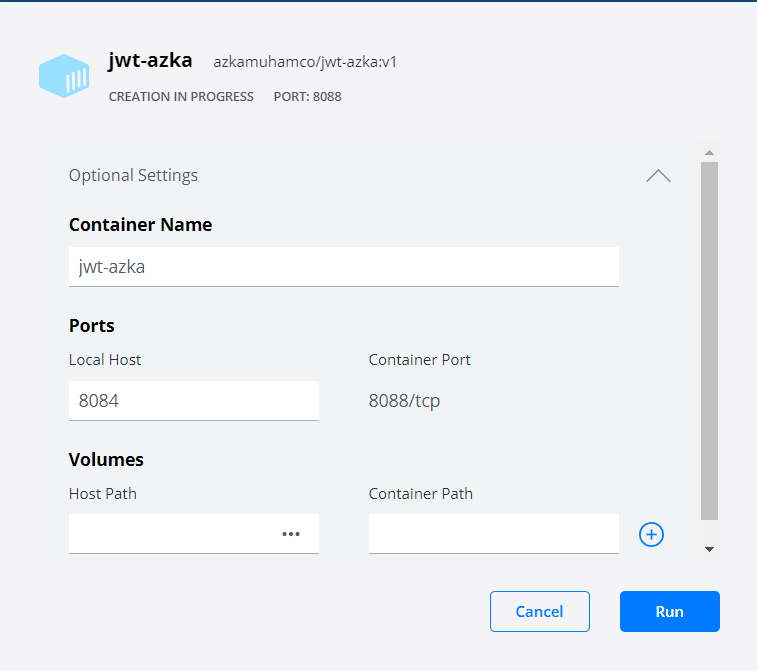 jwt-azka azkamuhamco/jwt-azka:v1
CREATION IN PROGRESS PORT: 8088
Optional Settings
Container Name
jwt-azka
Ports
Local Host Container Port
8084 8088/tcp
Volumes
Host Path Container Path
Cancel Run